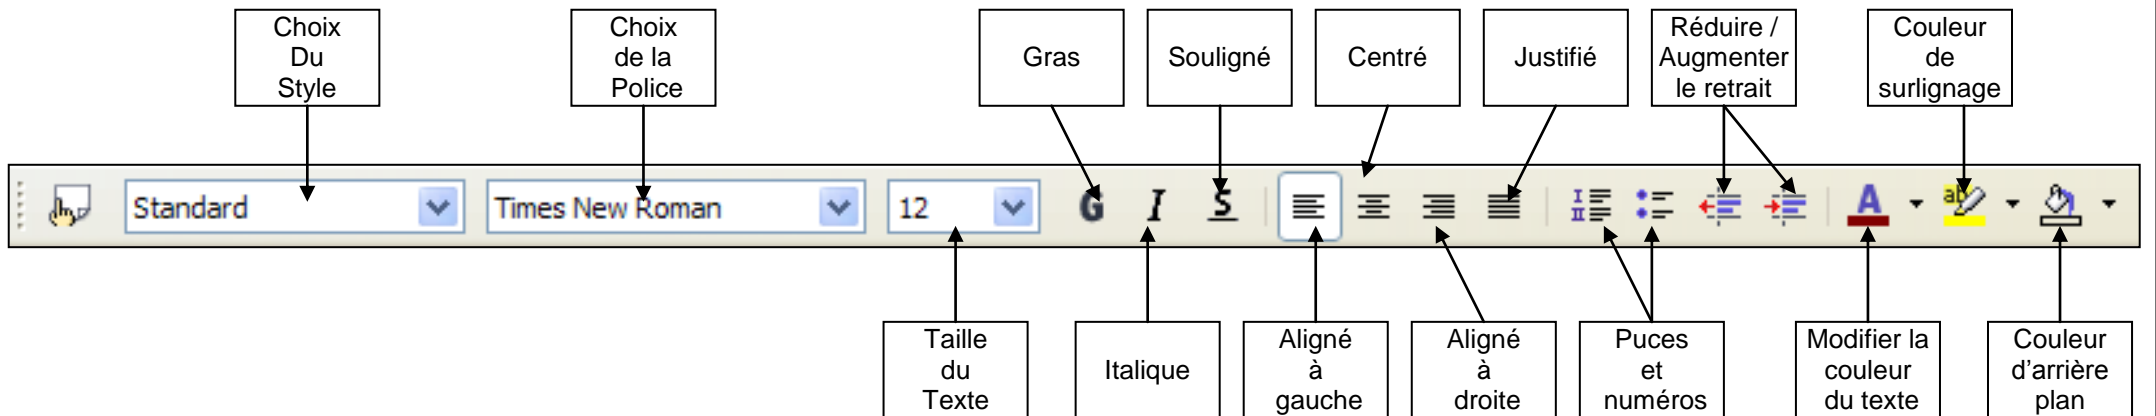 Choix
Du
Style
Choix
de la
Police
Gras
Souligné
Centré
Justifié
Réduire /
Augmenter
le retrait
Couleur
de
surlignage
Standard
Times New Roman
12
G
I
S
I
II
A
ab
Taille
du
Texte
Italique
Aligné
à
gauche
Aligné
à
droite
Puces
et
numéros
Modifier la
couleur
du texte
Couleur
d'arrière
plan